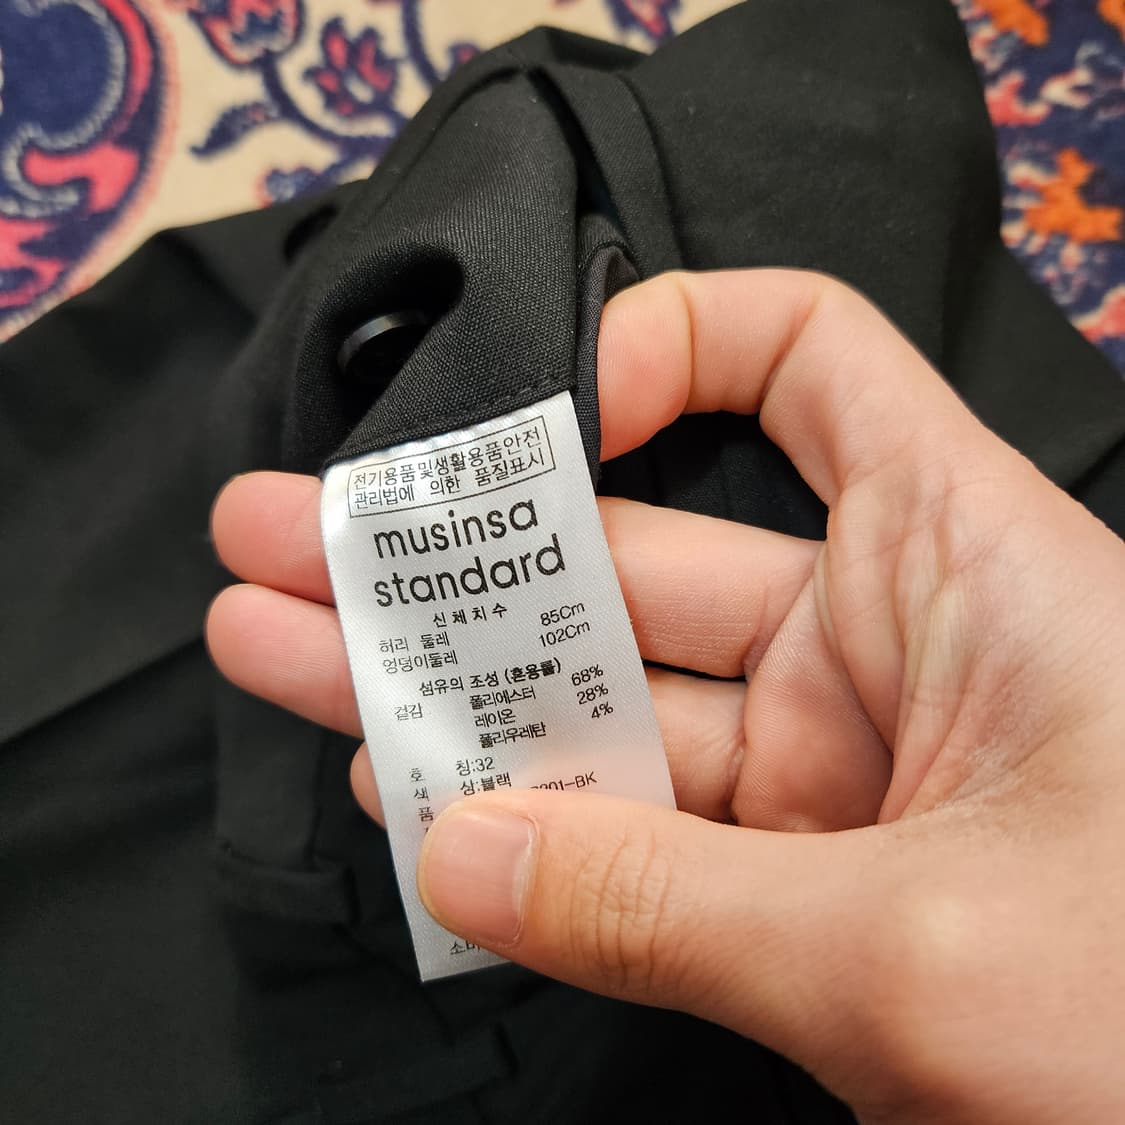 전기용품및생활용품안전
관리법에 의한 품질표시
musinsa
standard
신체치수
허리 둘레 85Cm
엉덩이둘레 102Cm
섬유의 조성 (혼용률)
겉감 폴리에스터 68%
레이온 28%
폴리우레탄 4%
호 칭:32
색 상:블랙
품 201-BK